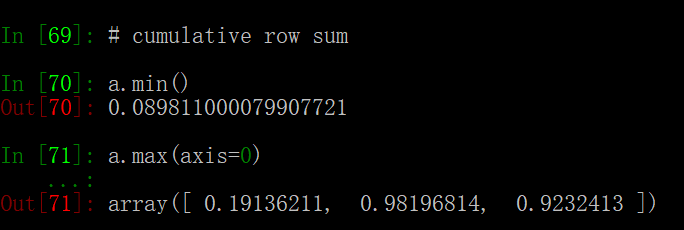 In [69]: # cumulative row sum
In [70]: a.min()
Out[70]: 0.089811000079907721
In [71]: a.max(axis=0)
...:
Out[71]: array([ 0.19136211,  0.98196814,  0.9232413 ])